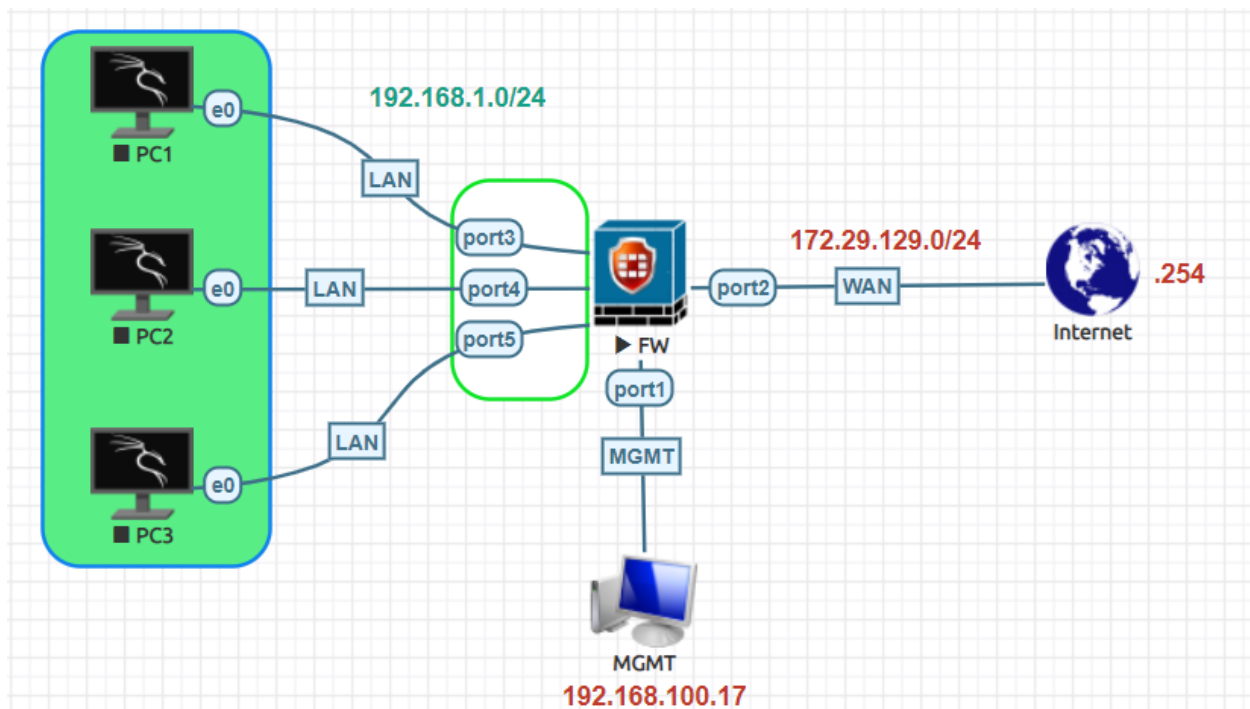 192.168.1.0/24
e0
PC1
LAN
port3
172.29.129.0/24
e0
LAN
port4
port2
WAN
.254
PC2
port5
FW
Internet
port1
LAN
MGMT
e0
PC3
MGMT
192.168.100.17